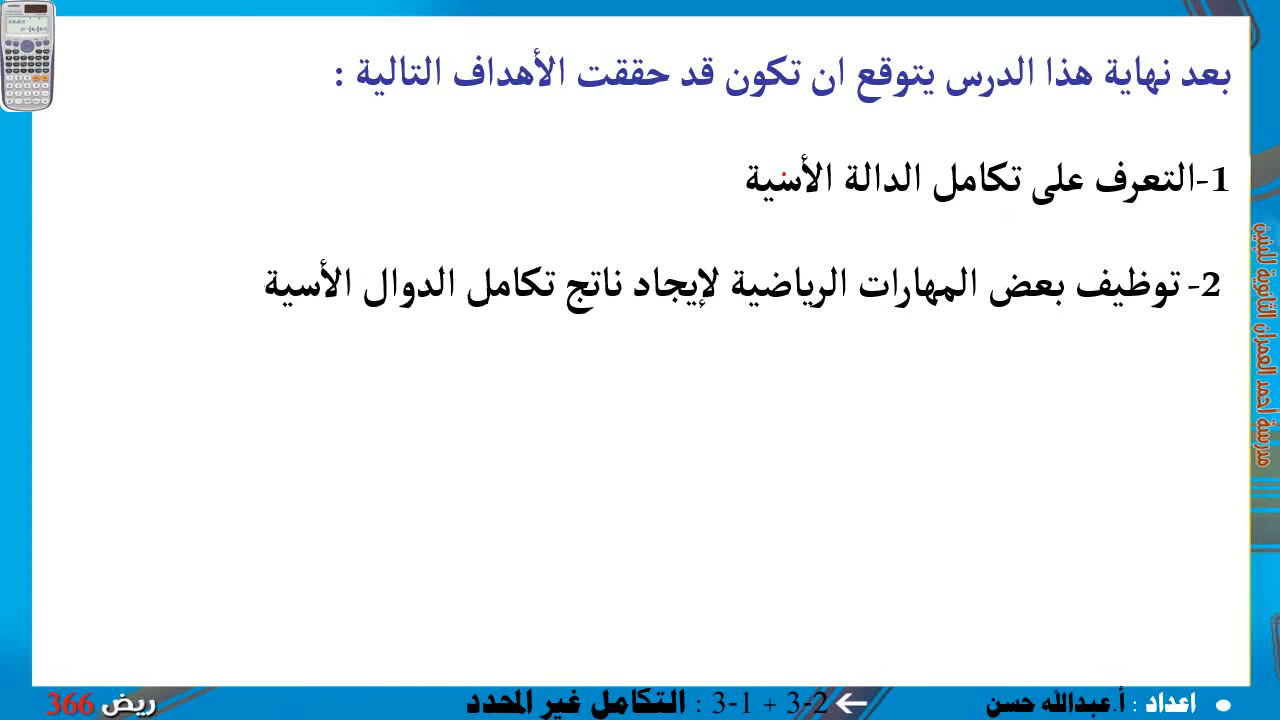 بعد نهاية هذا الدرس يتوقع ان تكون قد حققت الأهداف التالية :
1-التعرف على تكامل الدالة الأسية
2- توظيف بعض المهارات الرياضية لإيجاد ناتج تكامل الدوال الأسية
مدرسة احمد العمران الثانوية للبنين
• اعداد : أ.عبدالله حسن ← 3-2 + 3-1 : التكامل غير المحدد
ريض 366